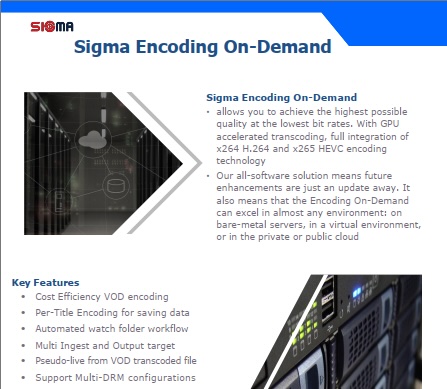 SIGMA
Sigma Encoding On-Demand
Sigma Encoding On-Demand
• allows you to achieve the highest possible
quality at the lowest bit rates. With GPU
accelerated transcoding, full integration of
x264 H.264 and x265 HEVC encoding
technology
• Our all-software solution means future
enhancements are just an update away. It
also means that the Encoding On-Demand
can excel in almost any environment: on
bare-metal servers, in a virtual environment,
or in the private or public cloud
Key Features
• Cost Efficiency VOD encoding
• Per-Title Encoding for saving data
• Automated watch folder workflow
• Multi Ingest and Output target
• Pseudo-live from VOD transcoded file
• Support Multi-DRM configurations